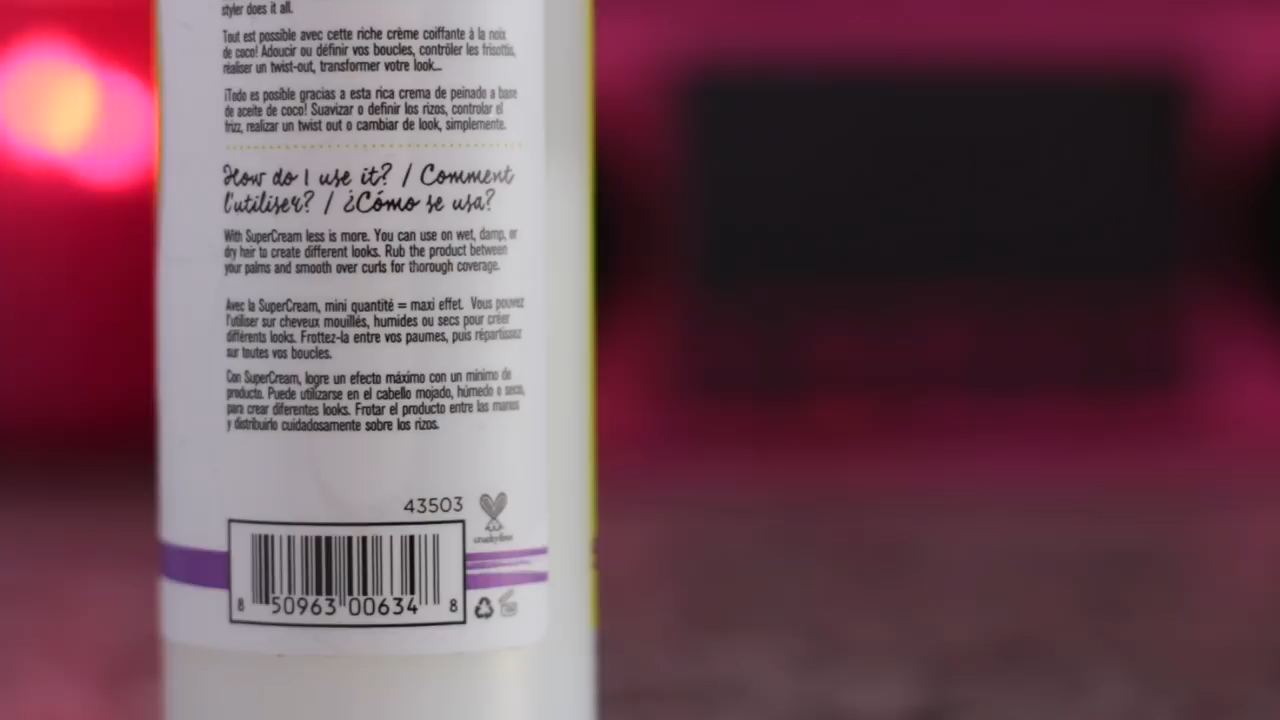 styler does it all.
Tout est possible avec cette riche crème coiffante à la noix
de coco! Adoucir ou définir vos boucles, contrôler les frisottis,
réaliser un twist-out, transformer votre look...
¡Todo es posible gracias a esta rica crema de peinado a base
de aceite de coco! Suavizar o definir los rizos, controlar el
frizz, realizar un twist out o cambiar de look, simplemente.
How do I use it? / Comment
l'utiliser? / ¿Cómo se usa?
With SuperCream less is more. You can use on wet, damp, or
dry hair to create different looks. Rub the product between
your palms and smooth over curls for thorough coverage.
Avec la SuperCream, mini quantité = maxi effet. Vous pouvez
l'utiliser sur cheveux mouillés, humides ou secs pour créer
différents looks. Frottez-la entre vos paumes, puis répartissez
sur toutes vos boucles.
Con SuperCream, logre un efecto máximo con un mínimo de
producto. Puede utilizarse en el cabello mojado, húmedo o seco,
para crear diferentes looks. Frotar el producto entre las manos
y distribuirlo cuidadosamente sobre los rizos.
43503
crueltyfree
8 50963 00634 8